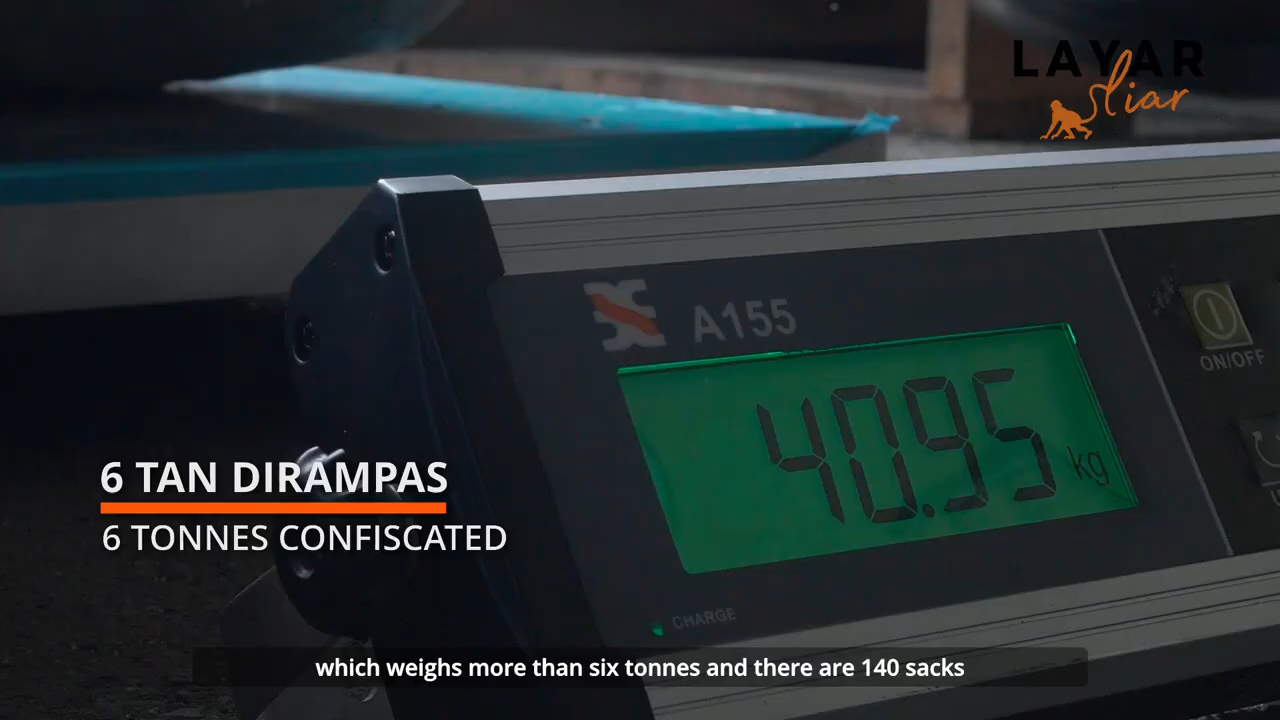 LAYAR
liar
A155
ON/OFF
40.95 kg
6 TAN DIRAMPAS
6 TONNES CONFISCATED
CHARGE
which weighs more than six tonnes and there are 140 sacks